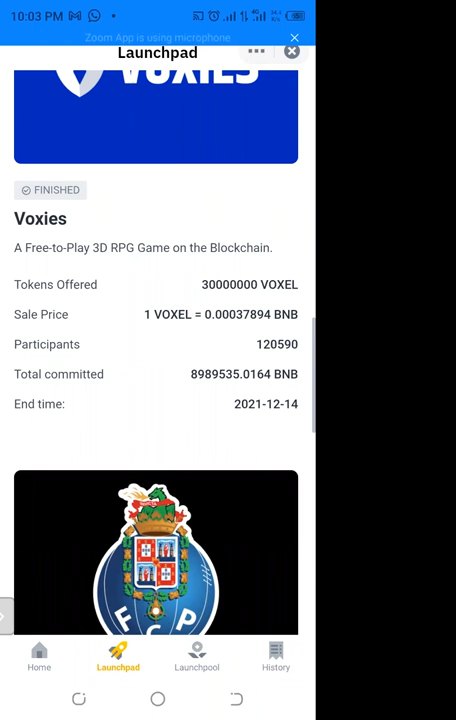 10:03 PM
Zoom App is using microphone
Launchpad
VOXIES
FINISHED
Voxies
A Free-to-Play 3D RPG Game on the Blockchain.
Tokens Offered 30000000 VOXEL
Sale Price 1 VOXEL = 0.00037894 BNB
Participants 120590
Total committed 8989535.0164 BNB
End time: 2021-12-14
F C P
Home Launchpad Launchpool History